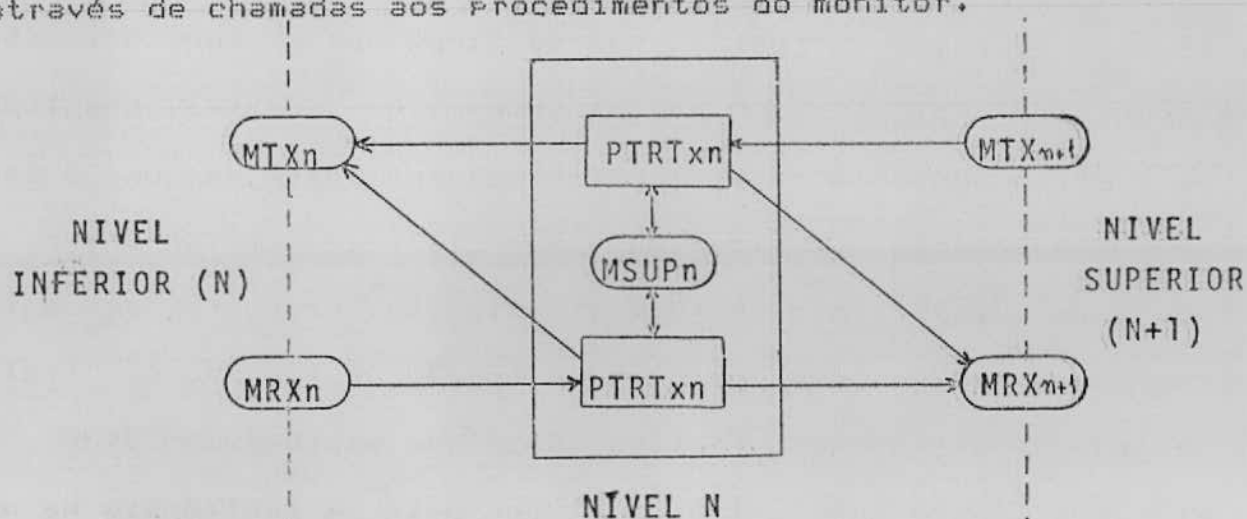 através de chamadas aos procedimentos do monitor.
MTXn PTRTxn MTXn+1
NIVEL INFERIOR (N)
MSUPn
NIVEL SUPERIOR (N+1)
MRXn PTRTxn MRXn+1
NÍVEL N